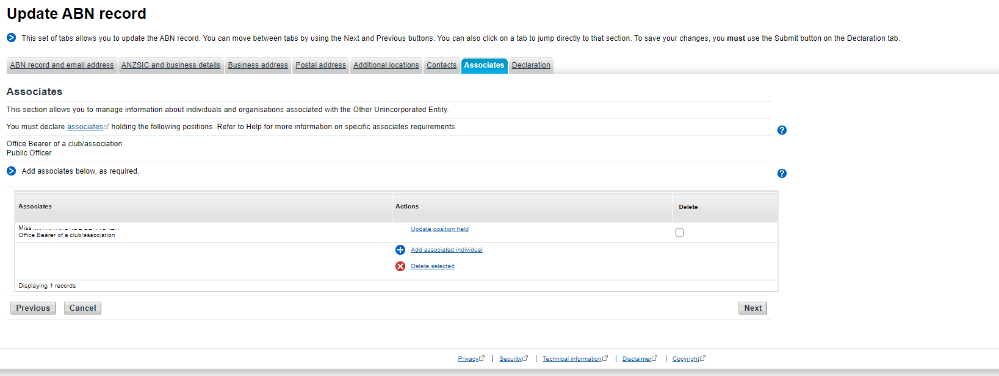 Update ABN record
This set of tabs allows you to update the ABN record. You can move between tabs by using the Next and Previous buttons. You can also click on a tab to jump directly to that section. To save your changes, you must use the Submit button on the Declaration tab.
ABN record and email address ANZSIC and business details Business address Postal address Additional locations Contacts Associates Declaration
Associates
This section allows you to manage information about individuals and organisations associated with the Other Unincorporated Entity.
You must declare associates holding the following positions. Refer to Help for more information on specific associates requirements.
Office Bearer of a club/association
Public Officer
Add associates below, as required.
Associates Actions Delete
Miss
Office Bearer of a club/association
Update position held
Add associated individual
Delete selected
Displaying 1 records
Previous Cancel Next
Privacy | Security | Technical information | Disclaimer | Copyright